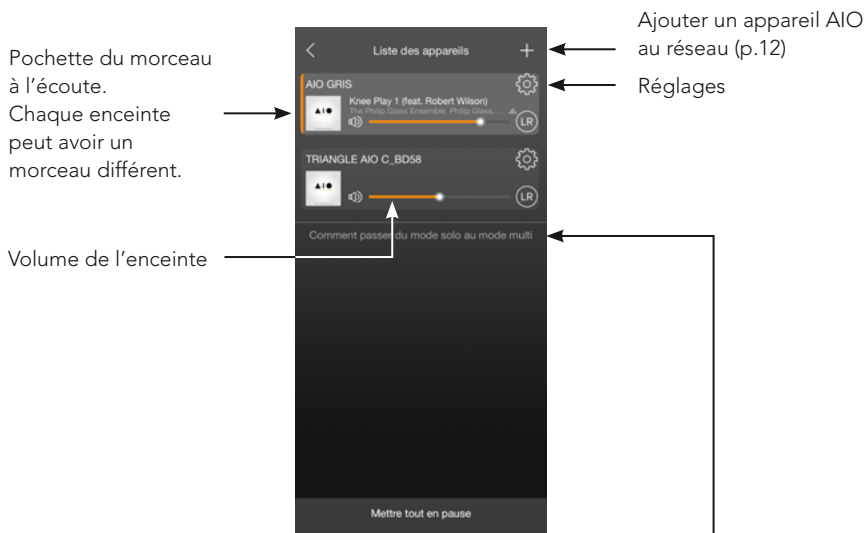 Ajouter un appareil AIO
au réseau (p.12)
Réglages
Pochette du morceau
à l'écoute.
Chaque enceinte
peut avoir un
morceau différent.
Volume de l'enceinte
Liste des appareils
AIO GRIS
AIO
Knee Play 1 (feat. Robert Wilson)
The Philip Glass Ensemble, Philip Glass,...
LR
TRIANGLE AIO C_BD58
AIO
LR
Comment passer du mode solo au mode multi
Mettre tout en pause